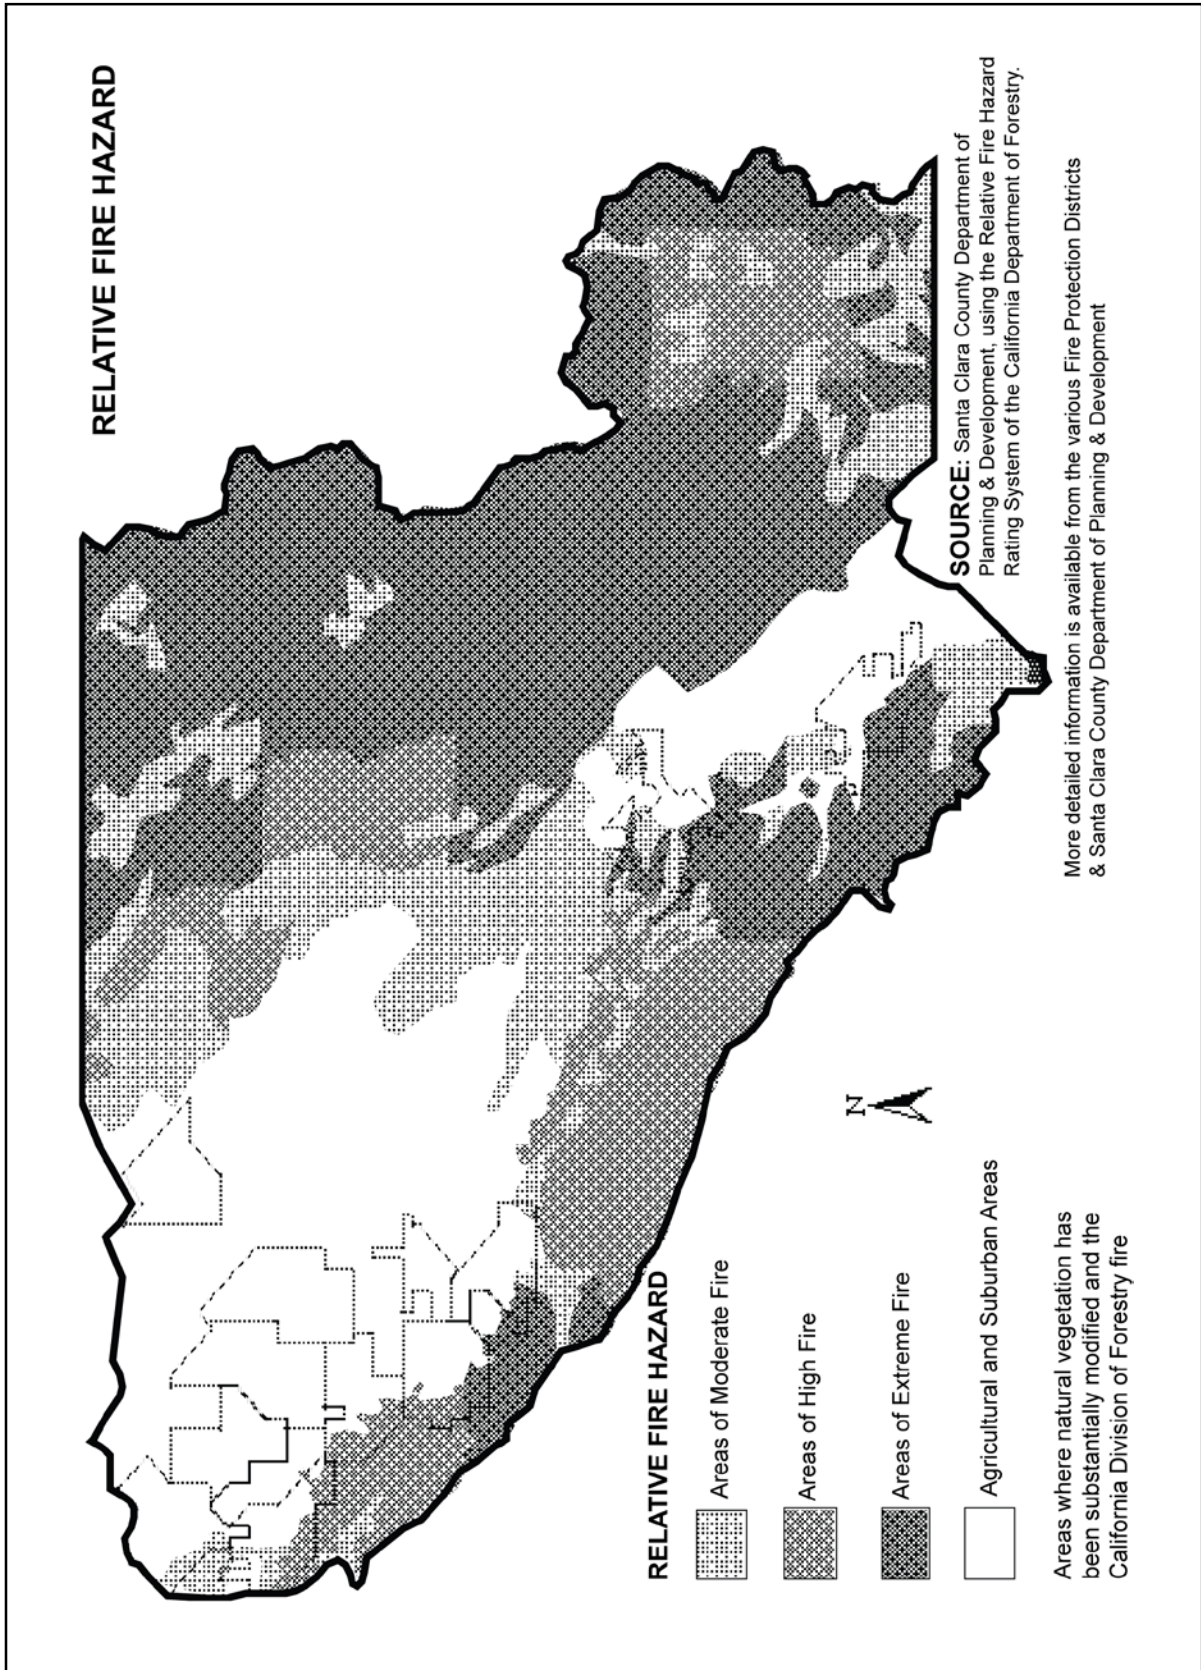 RELATIVE FIRE HAZARD
SOURCE: Santa Clara County Department of
Planning & Development, using the Relative Fire Hazard
Rating System of the California Department of Forestry.
More detailed information is available from the various Fire Protection Districts
& Santa Clara County Department of Planning & Development
N
RELATIVE FIRE HAZARD
Areas of Moderate Fire
Areas of High Fire
Areas of Extreme Fire
Agricultural and Suburban Areas
Areas where natural vegetation has
been substantially modified and the
California Division of Forestry fire